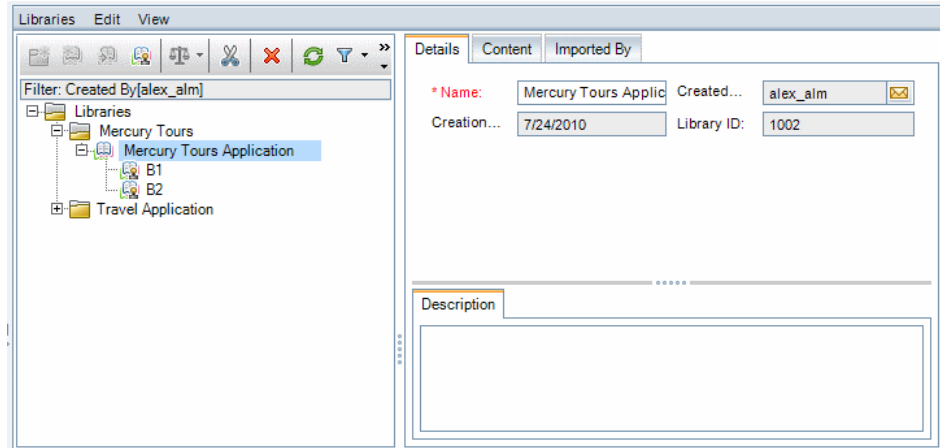 Libraries Edit View
Filter: Created By[alex_alm]
Libraries
Mercury Tours
Mercury Tours Application
B1
B2
Travel Application
Details Content Imported By
* Name: Mercury Tours Applic Created... alex_alm
Creation... 7/24/2010 Library ID: 1002
Description